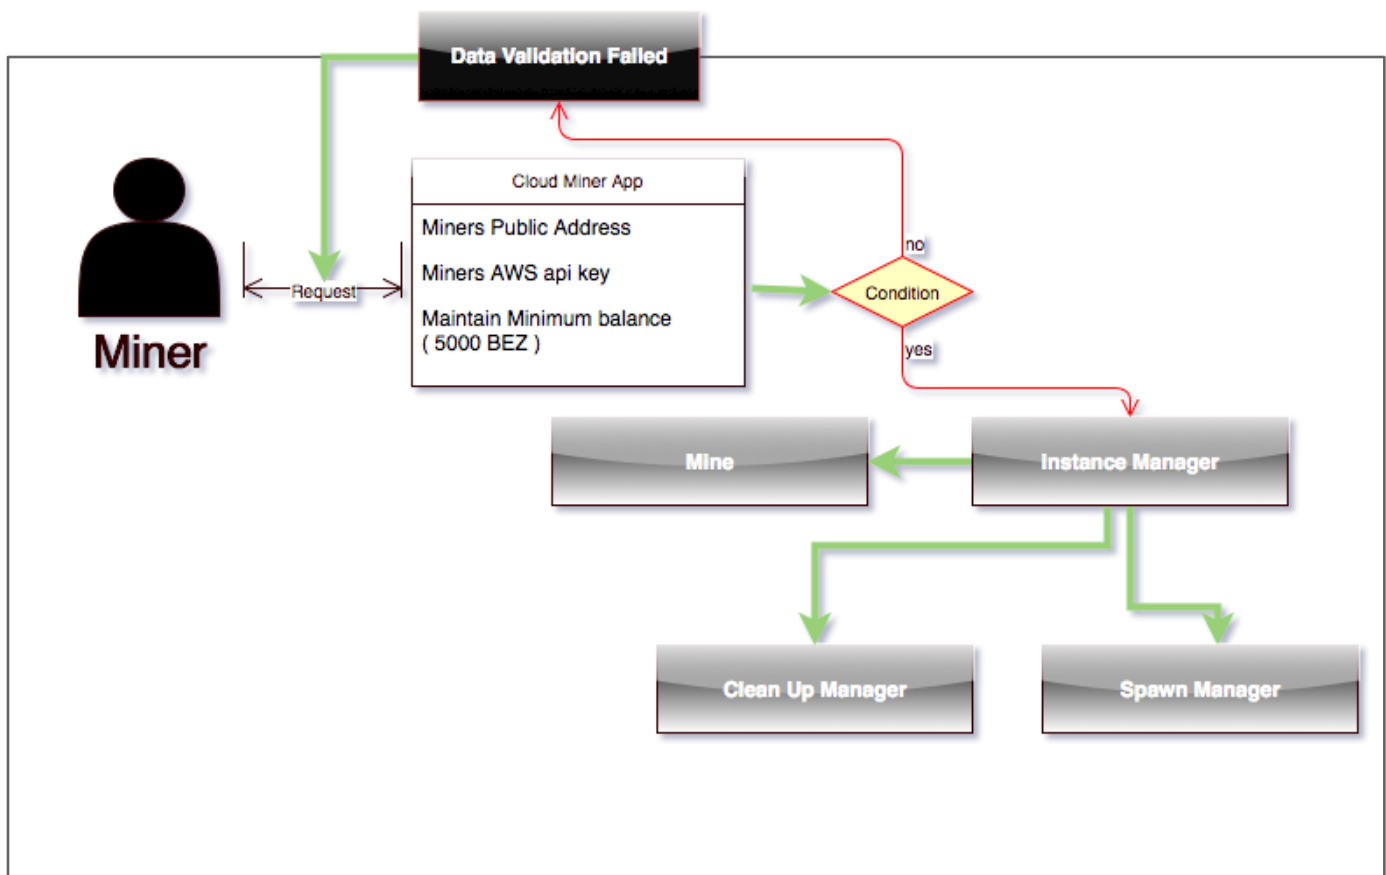 Data Validation Failed
Cloud Miner App
Miners Public Address
Miners AWS api key
Maintain Minimum balance
( 5000 BEZ )
Request
Miner
Condition
no
yes
Mine
Instance Manager
Clean Up Manager
Spawn Manager